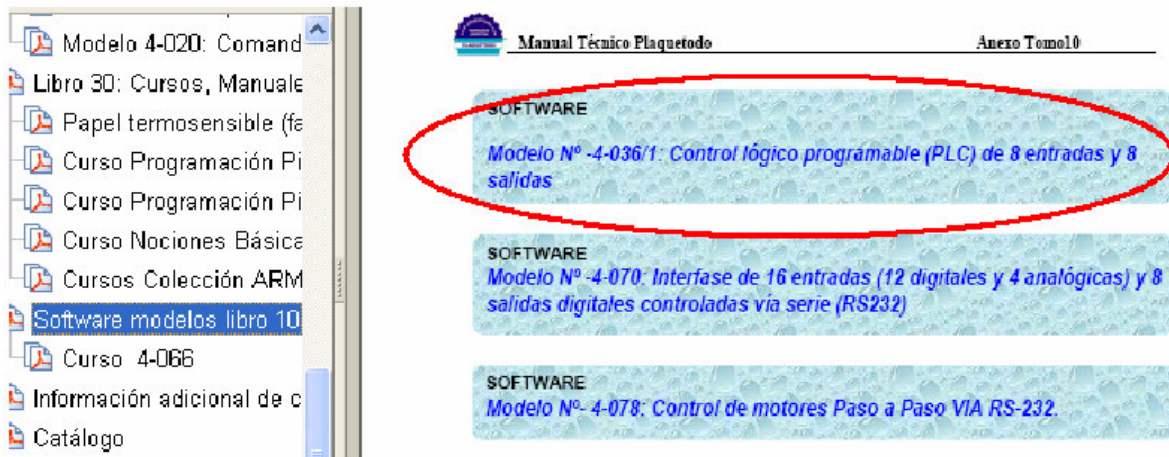 Modelo 4-020: Comand
Libro 30: Cursos, Manuale
Papel termosensible (fa
Curso Programación Pi
Curso Programación Pi
Curso Nociones Básica
Cursos Colección ARM
Software modelos libro 10
Curso 4-066
Información adicional de c
Catálogo
Manual Técnico Plaquetodo Anexo Tomo10
SOFTWARE
Modelo Nº -4-036/1: Control lógico programable (PLC) de 8 entradas y 8
salidas
SOFTWARE
Modelo Nº -4-070: Interfase de 16 entradas (12 digitales y 4 analógicas) y 8
salidas digitales controladas vía serie (RS232)
SOFTWARE
Modelo Nº- 4-078: Control de motores Paso a Paso VIA RS-232.